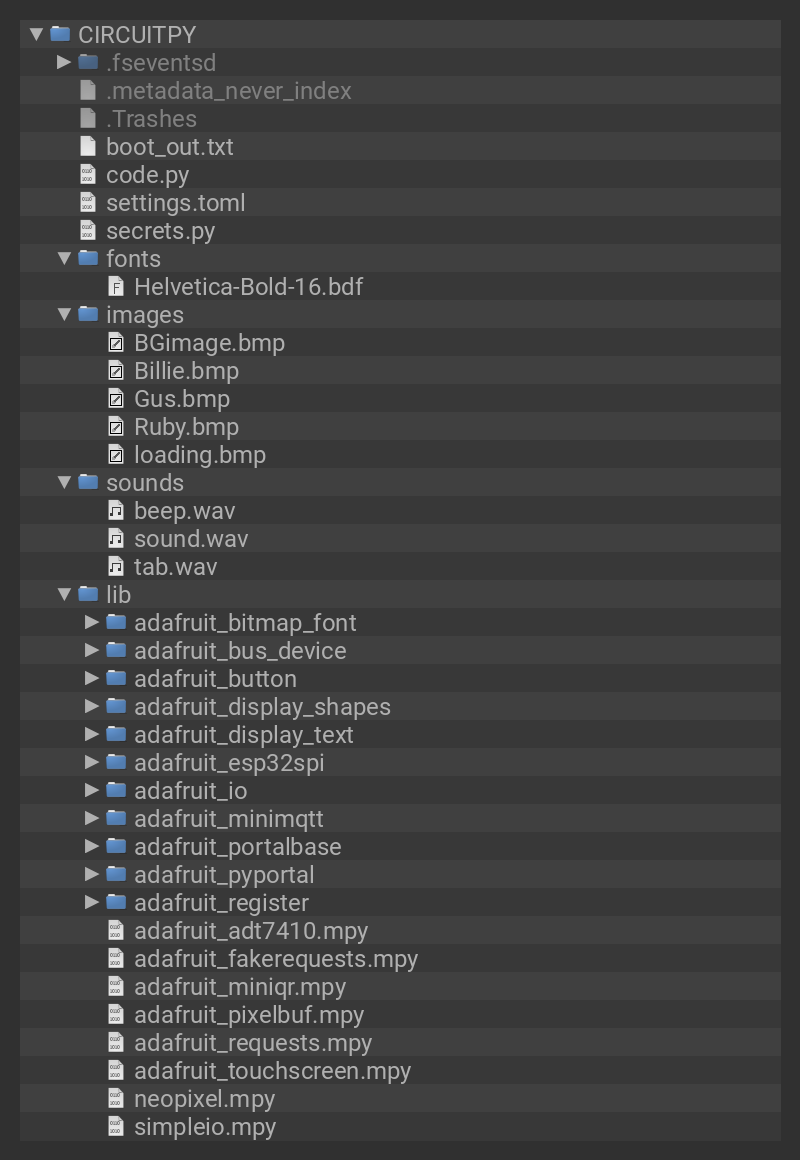 CIRCUITPY
.fseventsd
.metadata_never_index
.Trashes
boot_out.txt
code.py
settings.toml
secrets.py
fonts
Helvetica-Bold-16.bdf
images
BGimage.bmp
Billie.bmp
Gus.bmp
Ruby.bmp
loading.bmp
sounds
beep.wav
sound.wav
tab.wav
lib
adafruit_bitmap_font
adafruit_bus_device
adafruit_button
adafruit_display_shapes
adafruit_display_text
adafruit_esp32spi
adafruit_io
adafruit_minimqtt
adafruit_portalbase
adafruit_pyportal
adafruit_register
adafruit_adt7410.mpy
adafruit_fakerequests.mpy
adafruit_miniqr.mpy
adafruit_pixelbuf.mpy
adafruit_requests.mpy
adafruit_touchscreen.mpy
neopixel.mpy
simpleio.mpy